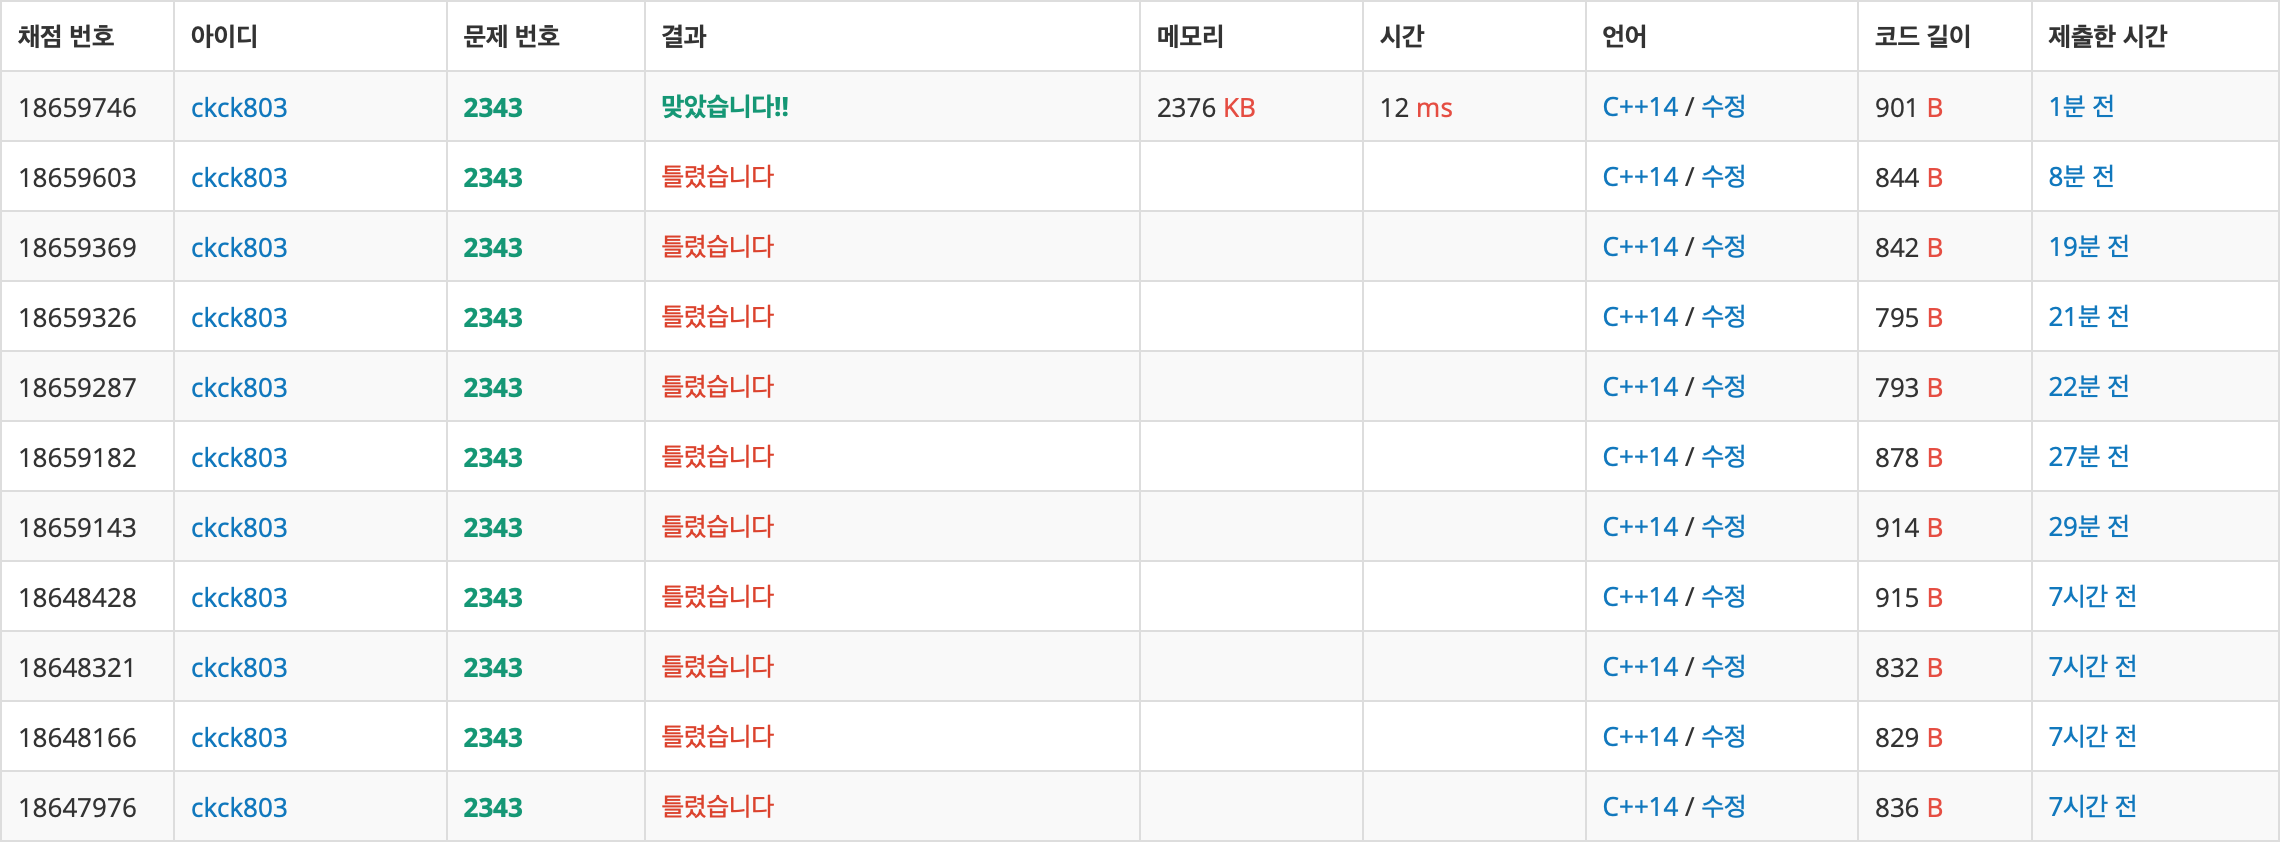 채점 번호 아이디 문제 번호 결과 메모리 시간 언어 코드 길이 제출한 시간
18659746 ckck803 2343 맞았습니다!! 2376 KB 12 ms C++14 / 수정 901 B 1분 전
18659603 ckck803 2343 틀렸습니다 C++14 / 수정 844 B 8분 전
18659369 ckck803 2343 틀렸습니다 C++14 / 수정 842 B 19분 전
18659326 ckck803 2343 틀렸습니다 C++14 / 수정 795 B 21분 전
18659287 ckck803 2343 틀렸습니다 C++14 / 수정 793 B 22분 전
18659182 ckck803 2343 틀렸습니다 C++14 / 수정 878 B 27분 전
18659143 ckck803 2343 틀렸습니다 C++14 / 수정 914 B 29분 전
18648428 ckck803 2343 틀렸습니다 C++14 / 수정 915 B 7시간 전
18648321 ckck803 2343 틀렸습니다 C++14 / 수정 832 B 7시간 전
18648166 ckck803 2343 틀렸습니다 C++14 / 수정 829 B 7시간 전
18647976 ckck803 2343 틀렸습니다 C++14 / 수정 836 B 7시간 전